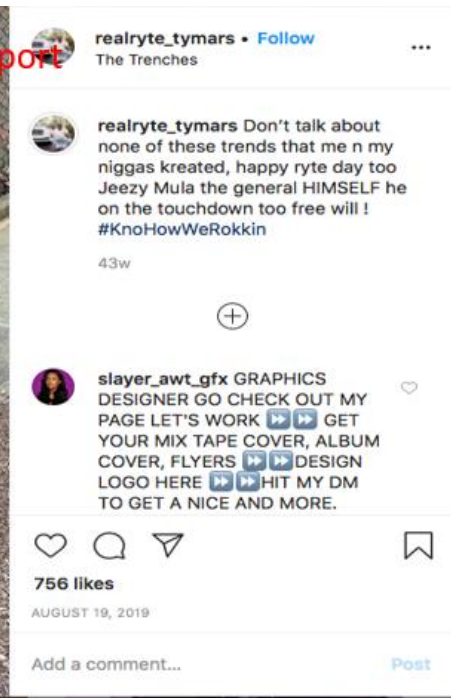 port
realryte_tymars • Follow
The Trenches
realryte_tymars Don't talk about
none of these trends that me n my
niggas kreated, happy ryte day too
Jeezy Mula the general HIMSELF he
on the touchdown too free will !
#KnoHowWeRokkin
43w
slayer_awt_gfx GRAPHICS
DESIGNER GO CHECK OUT MY
PAGE LET'S WORK ⏩⏩ GET
YOUR MIX TAPE COVER, ALBUM
COVER, FLYERS ⏩⏩DESIGN
LOGO HERE ⏩⏩HIT MY DM
TO GET A NICE AND MORE.
756 likes
AUGUST 19, 2019
Add a comment... Post